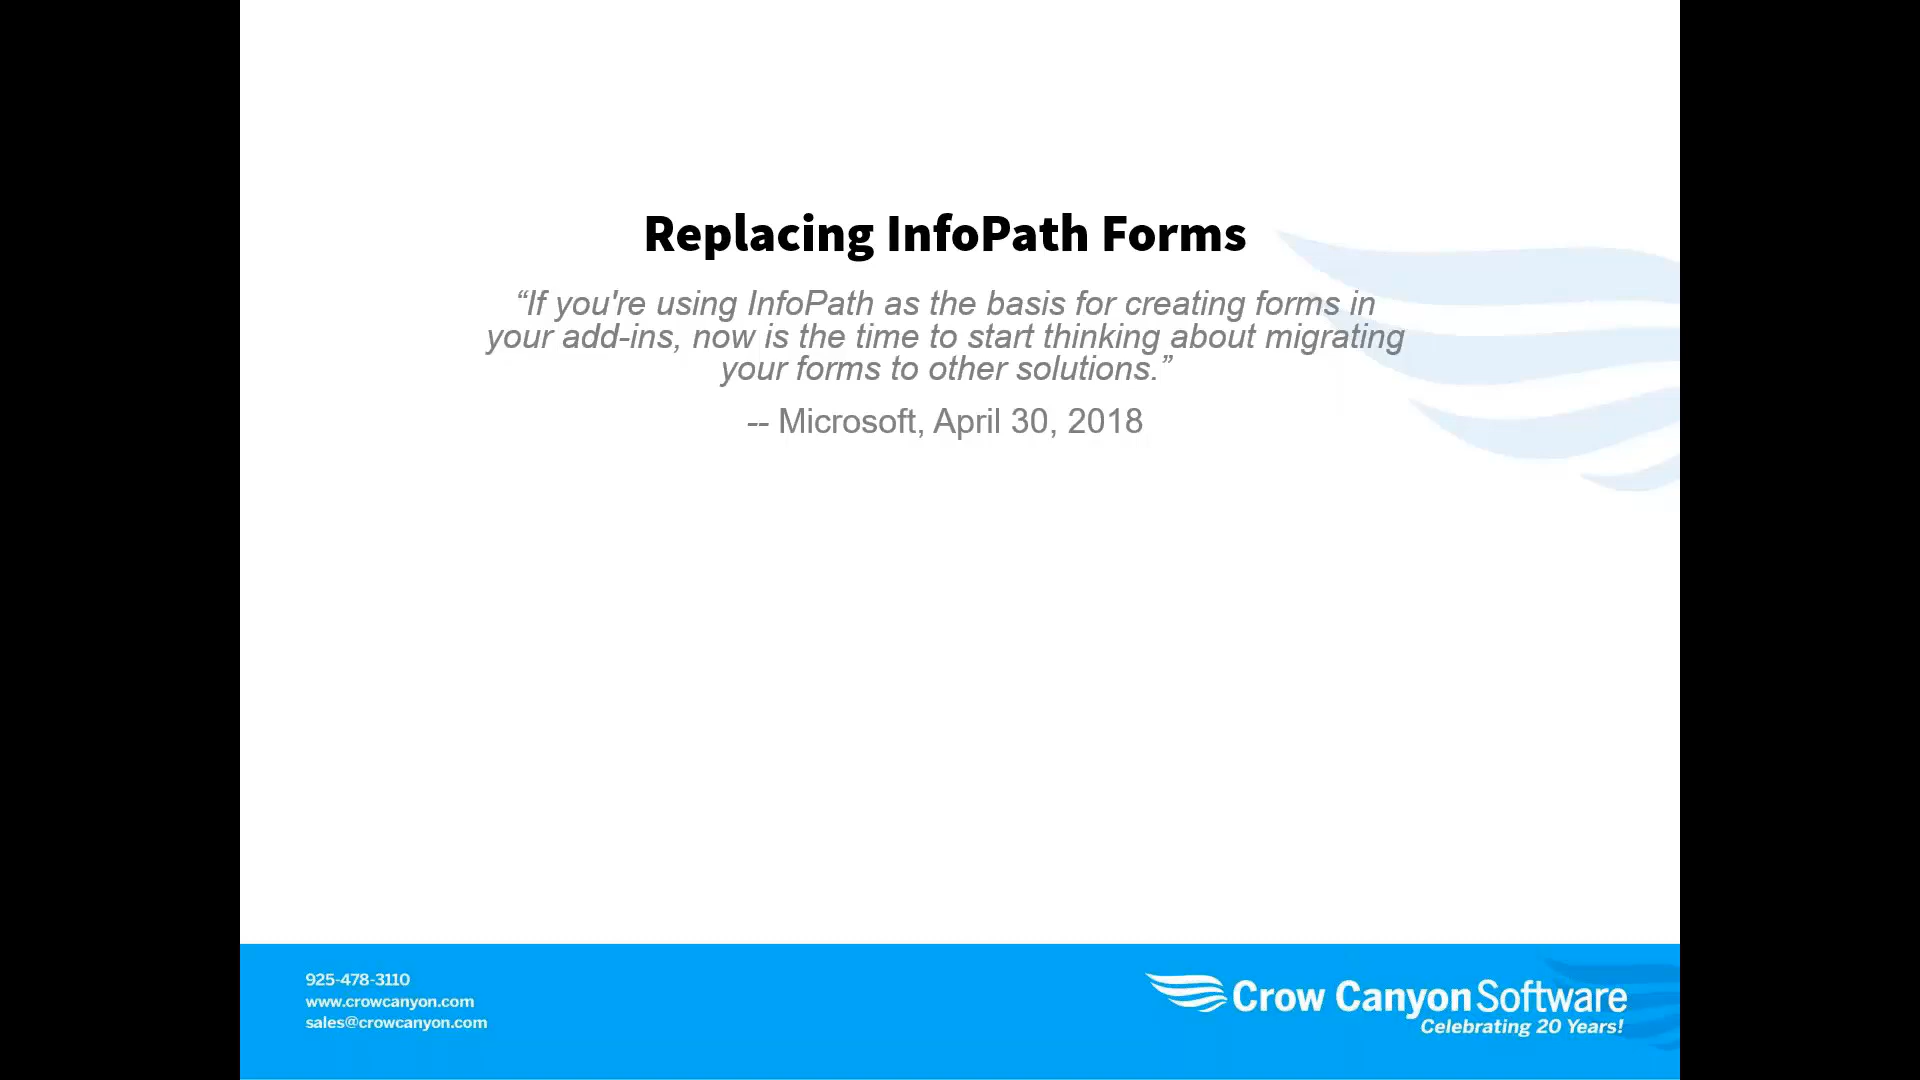 Replacing InfoPath Forms
“If you're using InfoPath as the basis for creating forms in
your add-ins, now is the time to start thinking about migrating
your forms to other solutions.”
-- Microsoft, April 30, 2018
925-478-3110
www.crowcanyon.com
sales@crowcanyon.com
Crow Canyon Software
Celebrating 20 Years!